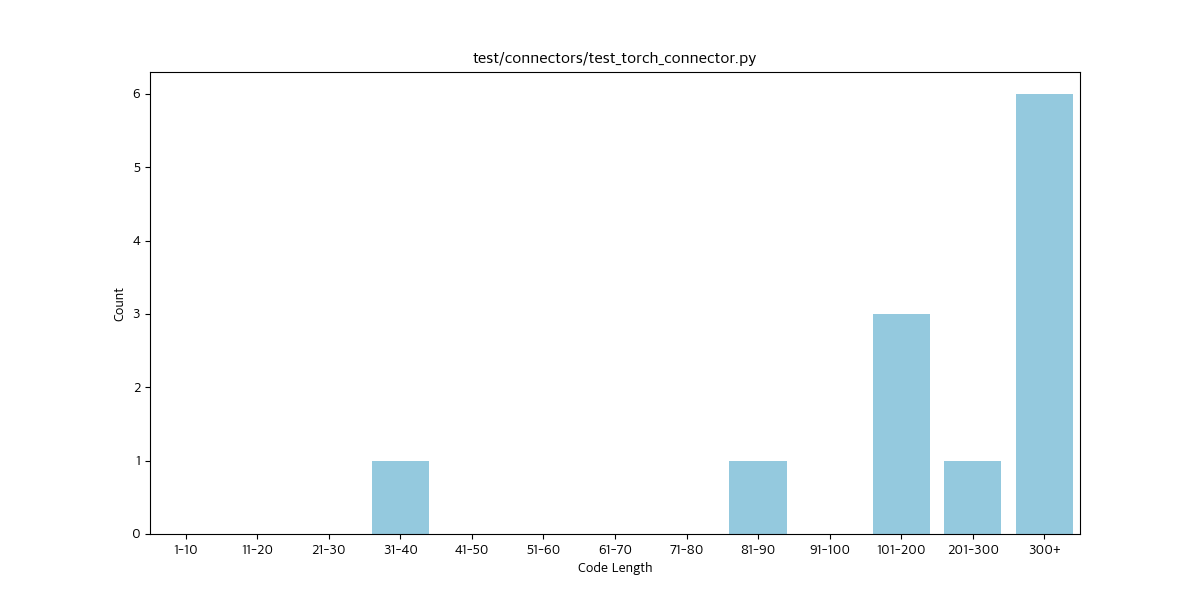 test/connectors/test_torch_connector.py
Count
6
5
4
3
2
1
0
1-10 11-20 21-30 31-40 41-50 51-60 61-70 71-80 81-90 91-100 101-200 201-300 300+
Code Length